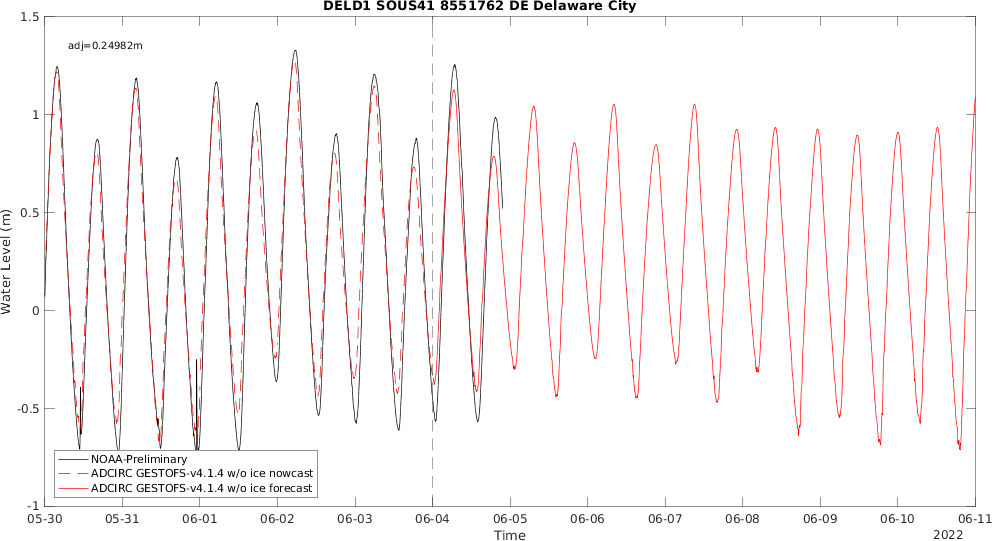 DELD1 SOUS41 8551762 DE Delaware City
adj=0.24982m
Water Level (m)
1.5
1
0.5
0
-0.5
-1
NOAA-Preliminary
ADCIRC GESTOFS-v4.1.4 w/o ice nowcast
ADCIRC GESTOFS-v4.1.4 w/o ice forecast
05-30 05-31 06-01 06-02 06-03 06-04 06-05 06-06 06-07 06-08 06-09 06-10 06-11
Time
2022